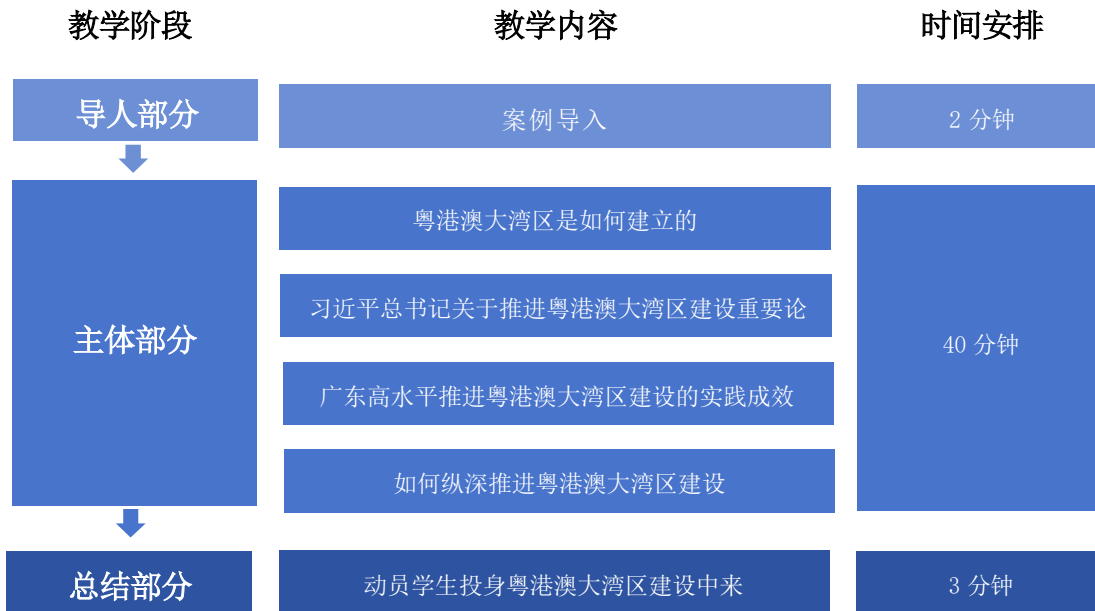 教学阶段 教学内容 时间安排
导人部分 案例导入 2 分钟
粤港澳大湾区是如何建立的
习近平总书记关于推进粤港澳大湾区建设重要论
主体部分 40 分钟
广东高水平推进粤港澳大湾区建设的实践成效
如何纵深推进粤港澳大湾区建设
总结部分 动员学生投身粤港澳大湾区建设中来 3 分钟